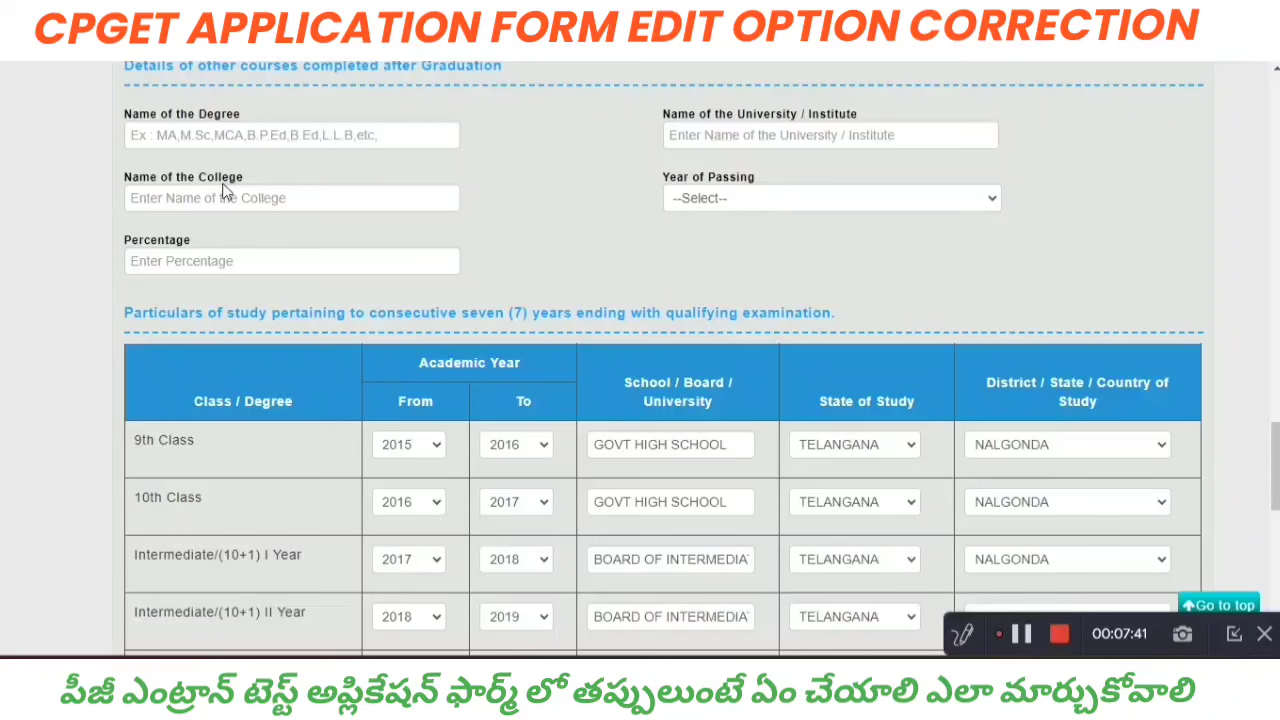 CPGET APPLICATION FORM EDIT OPTION CORRECTION
Details of other courses completed after Graduation
Name of the Degree
Name of the University / Institute
Ex : MA,M.Sc,MCA,B.P.Ed,B.Ed,L.L.B,etc,
Enter Name of the University / Institute
Name of the College
Year of Passing
Enter Name of the College
--Select--
Percentage
Enter Percentage
Particulars of study pertaining to consecutive seven (7) years ending with qualifying examination.
Class / Degree
Academic Year
From
To
School / Board / University
State of Study
District / State / Country of Study
9th Class 2015 2016 GOVT HIGH SCHOOL TELANGANA NALGONDA
10th Class 2016 2017 GOVT HIGH SCHOOL TELANGANA NALGONDA
Intermediate/(10+1) I Year 2017 2018 BOARD OF INTERMEDIA TELANGANA NALGONDA
Intermediate/(10+1) II Year 2018 2019 BOARD OF INTERMEDIA TELANGANA
Go to top
00:07:41
పీజీ ఎంట్రాన్ టెస్ట్ అప్లికేషన్ ఫార్మ్ లో తప్పులుంటే ఏం చేయాలి ఎలా మార్చుకోవాలి